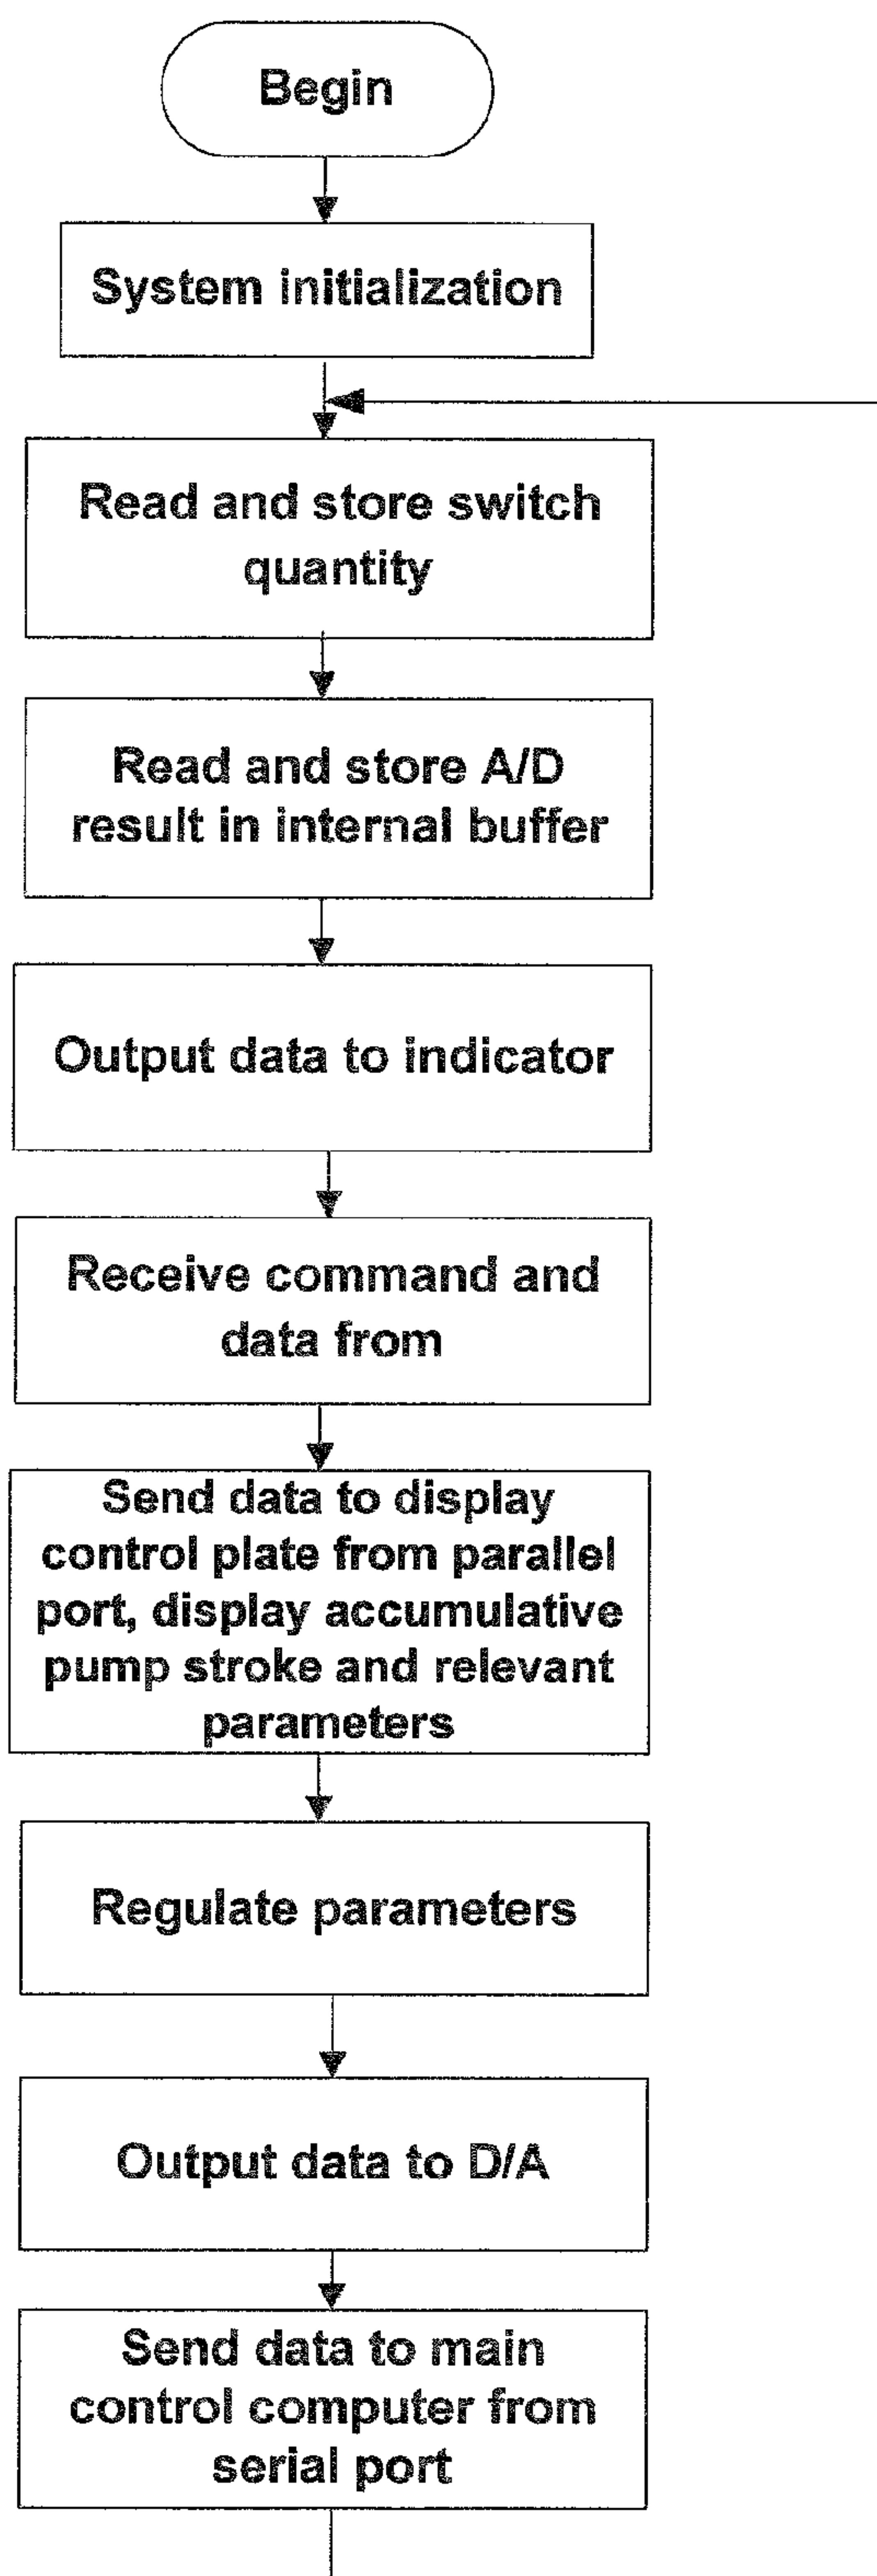 Begin
System initialization
Read and store switch
quantity
Read and store A/D
result in internal buffer
Output data to indicator
Receive command and
data from
Send data to display
control plate from parallel
port, display accumulative
pump stroke and relevant
parameters
Regulate parameters
Output data to D/A
Send data to main
control computer from
serial port